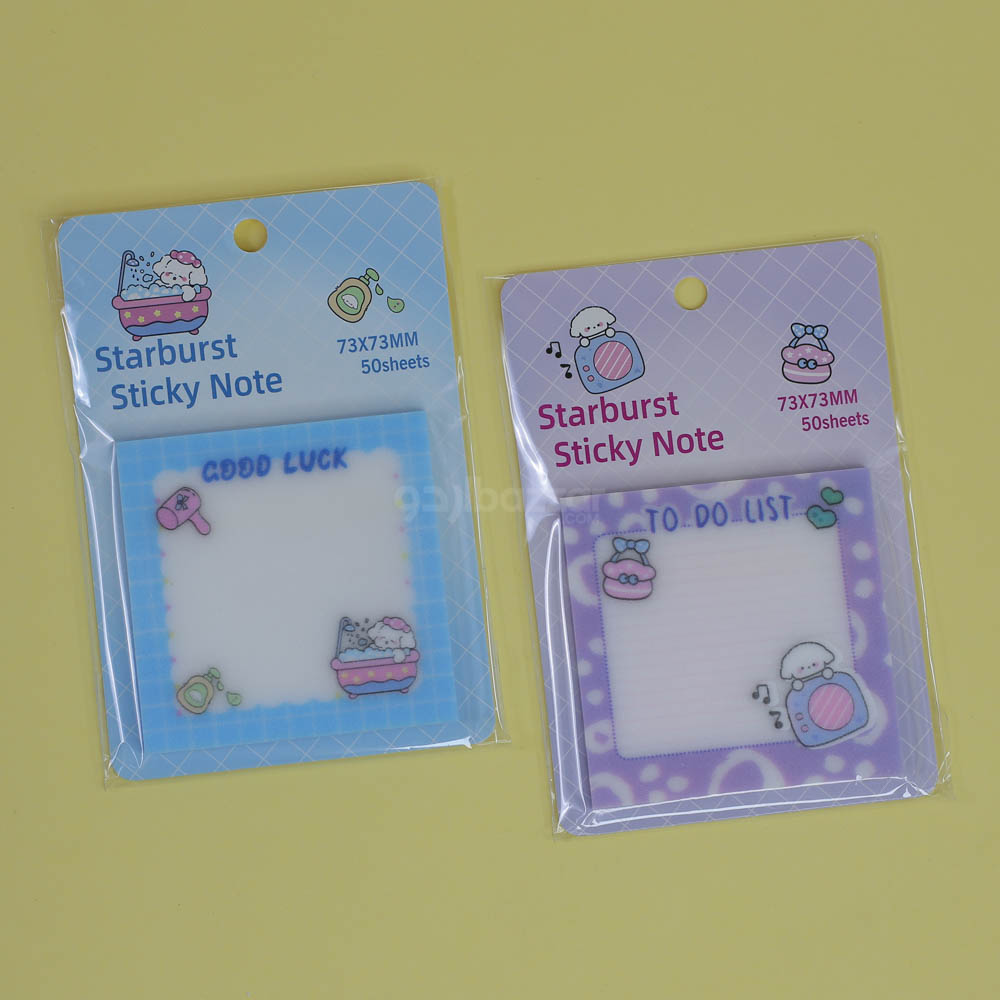 Starburst
Sticky Note
73X73MM
50sheets
GOOD LUCK
Starburst
Sticky Note
73X73MM
50sheets
TO DO LIST